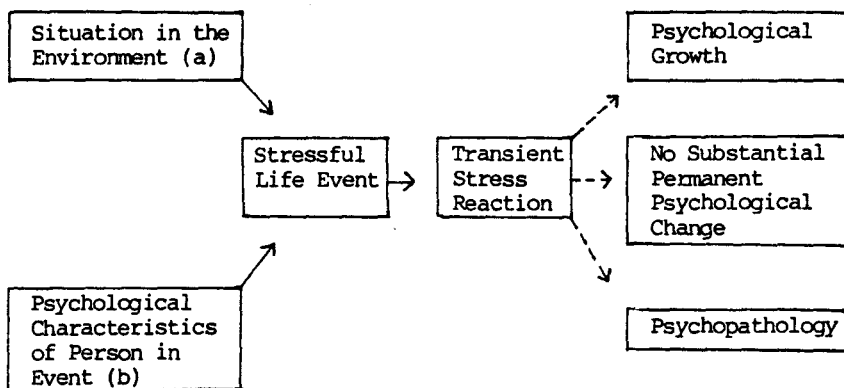 Situation in the
Environment (a)
Psychological
Growth
Stressful
Life Event
Transient
Stress
Reaction
No Substantial
Permanent
Psychological
Change
Psychological
Characteristics
of Person in
Event (b)
Psychopathology